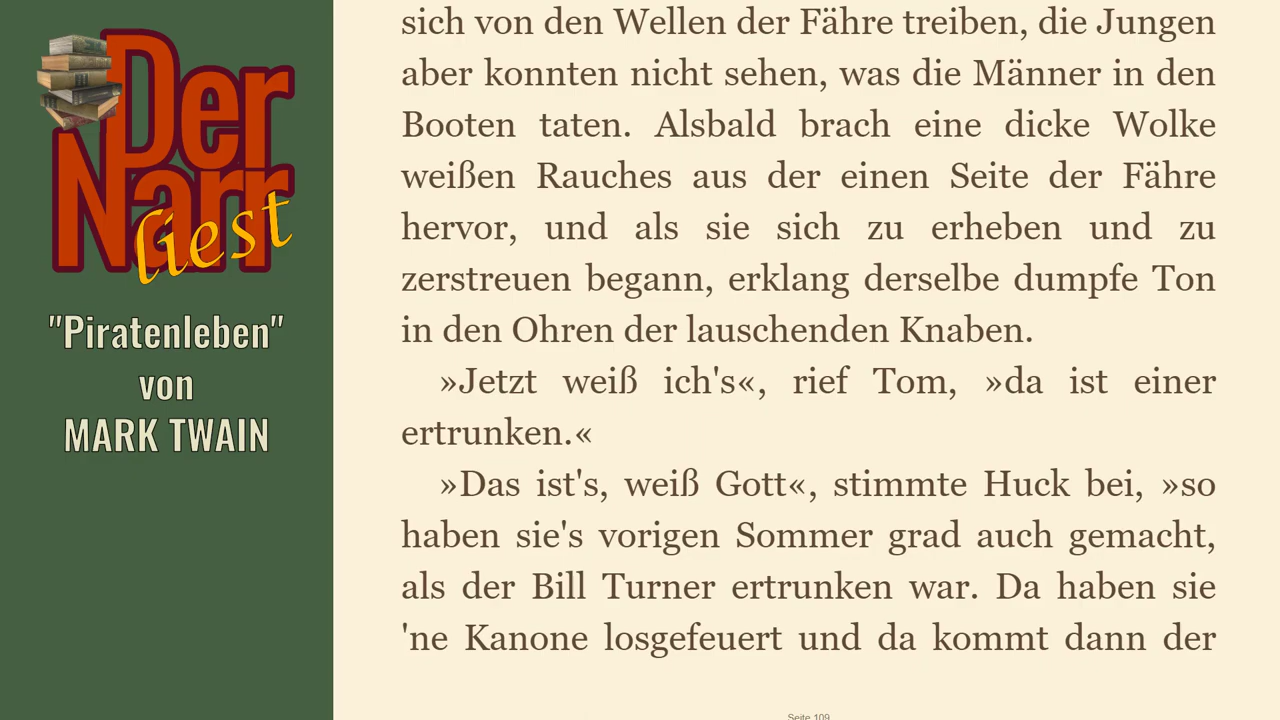 Der
Narr
liest
"Piratenleben"
von
MARK TWAIN
sich von den Wellen der Fähre treiben, die Jungen
aber konnten nicht sehen, was die Männer in den
Booten taten. Alsbald brach eine dicke Wolke
weißen Rauches aus der einen Seite der Fähre
hervor, und als sie sich zu erheben und zu
zerstreuen begann, erklang derselbe dumpfe Ton
in den Ohren der lauschenden Knaben.
»Jetzt weiß ich's«, rief Tom, »da ist einer
ertrunken.«
»Das ist's, weiß Gott«, stimmte Huck bei, »so
haben sie's vorigen Sommer grad auch gemacht,
als der Bill Turner ertrunken war. Da haben sie
'ne Kanone losgefeuert und da kommt dann der
Seite 109